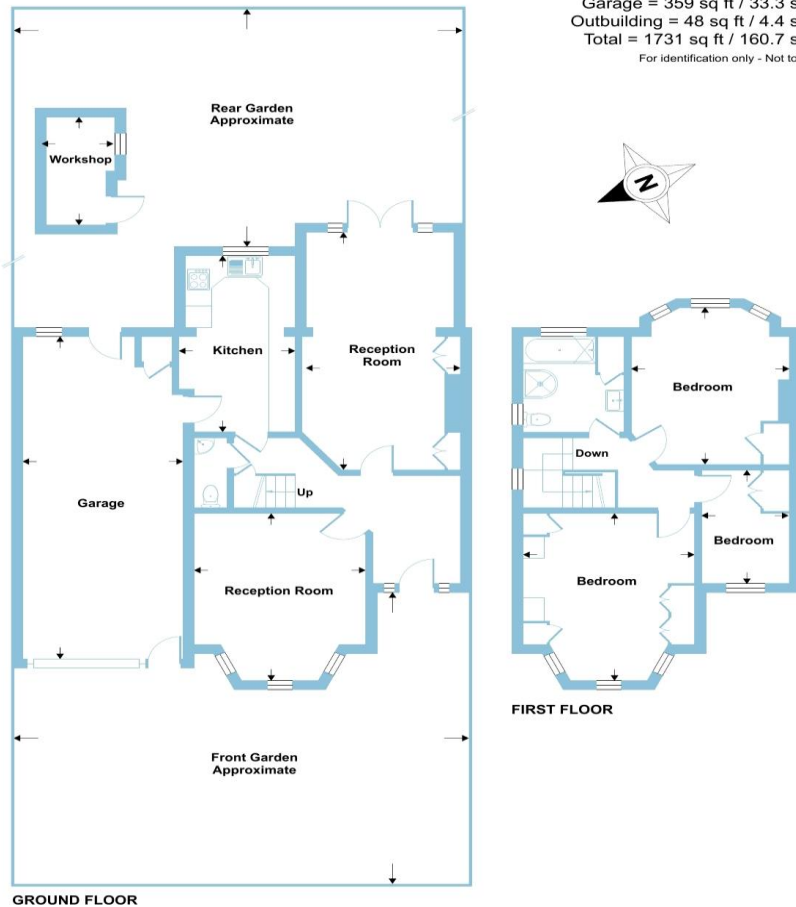 Garage = 359 sq ft / 33.3 s
Outbuilding = 48 sq ft / 4.4 s
Total = 1731 sq ft / 160.7 s
For identification only - Not to
Rear Garden
Approximate
Workshop
N
Kitchen
Reception
Room
Bedroom
Down
Garage
Up
Bedroom
Reception Room
Bedroom
FIRST FLOOR
Front Garden
Approximate
GROUND FLOOR